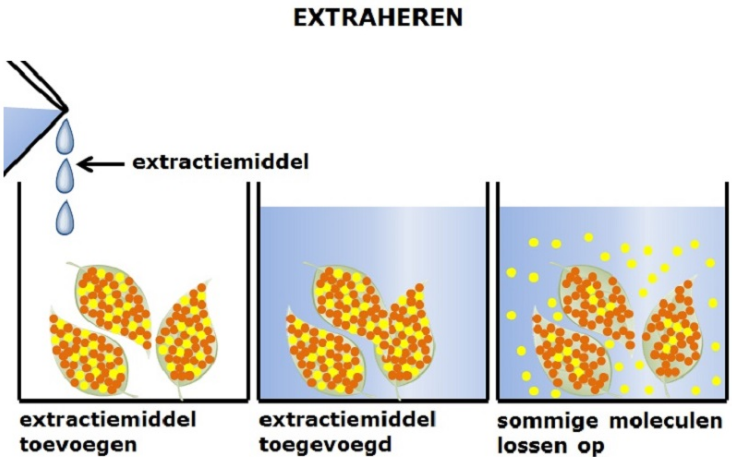 EXTRAHEREN
extractiemiddel
extractiemiddel
toevoegen
extractiemiddel
toegevoegd
sommige moleculen
lossen op